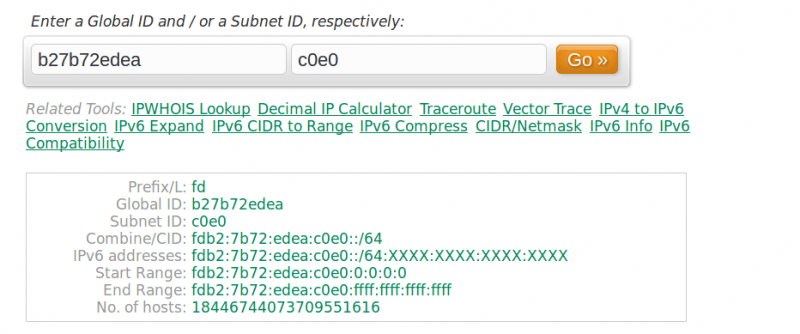 Enter a Global ID and / or a Subnet ID, respectively:
b27b72edea c0e0 Go »
Related Tools: IPWHOIS Lookup Decimal IP Calculator Traceroute Vector Trace IPv4 to IPv6
Conversion IPv6 Expand IPv6 CIDR to Range IPv6 Compress CIDR/Netmask IPv6 Info IPv6
Compatibility
Prefix/L: fd
Global ID: b27b72edea
Subnet ID: c0e0
Combine/CID: fdb2:7b72:edea:c0e0::/64
IPv6 addresses: fdb2:7b72:edea:c0e0::/64:XXXX:XXXX:XXXX:XXXX
Start Range: fdb2:7b72:edea:c0e0:0:0:0:0
End Range: fdb2:7b72:edea:c0e0:ffff:ffff:ffff:ffff
No. of hosts: 18446744073709551616